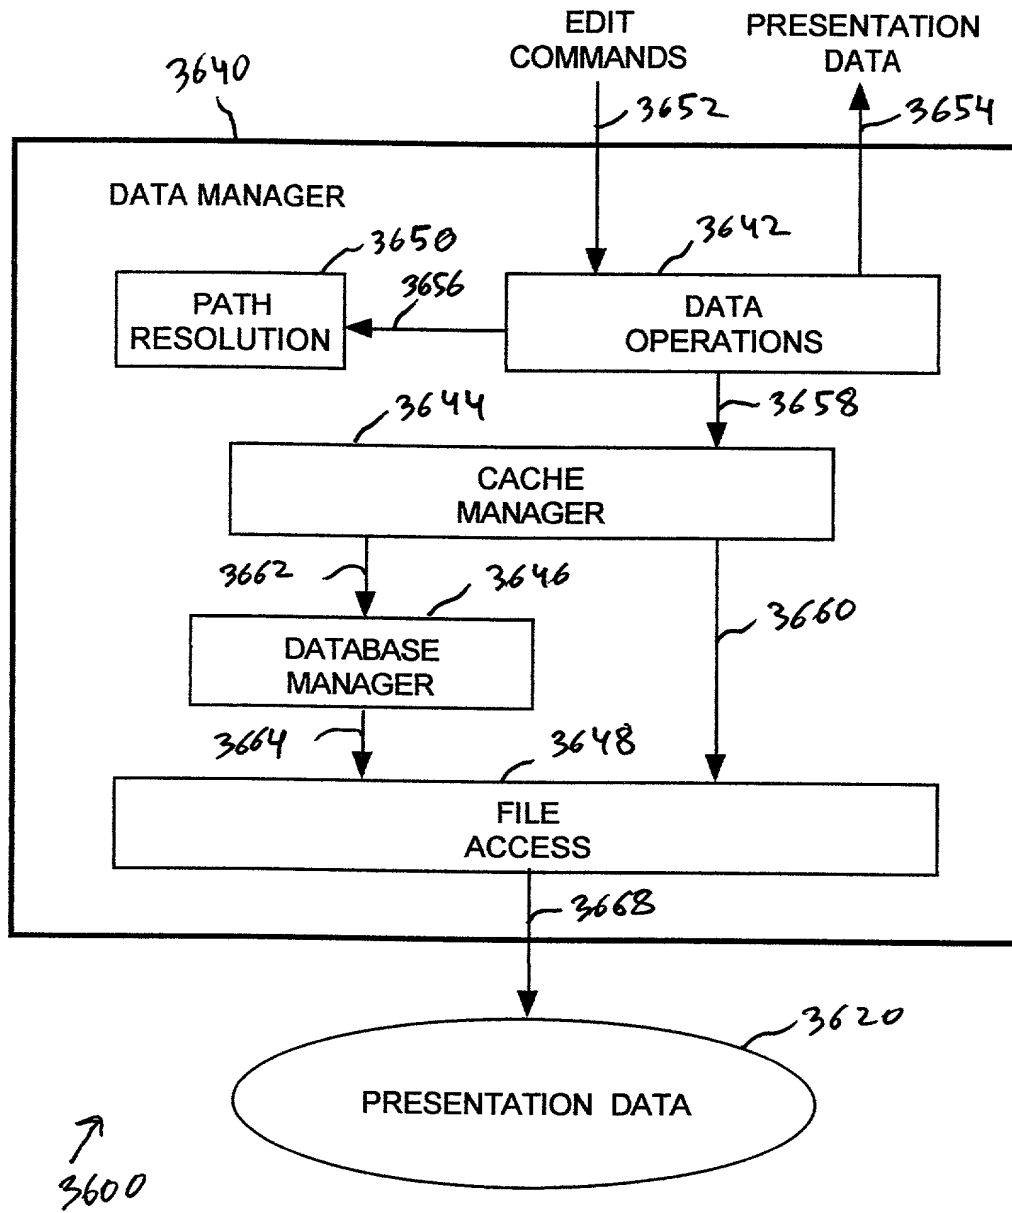 EDIT
COMMANDS
PRESENTATION
DATA
3640
3652
3654
DATA MANAGER
3650
3642
3656
PATH
RESOLUTION
DATA
OPERATIONS
3644
3658
CACHE
MANAGER
3662
3646
3660
DATABASE
MANAGER
3664
3648
FILE
ACCESS
3668
3620
PRESENTATION DATA
3600